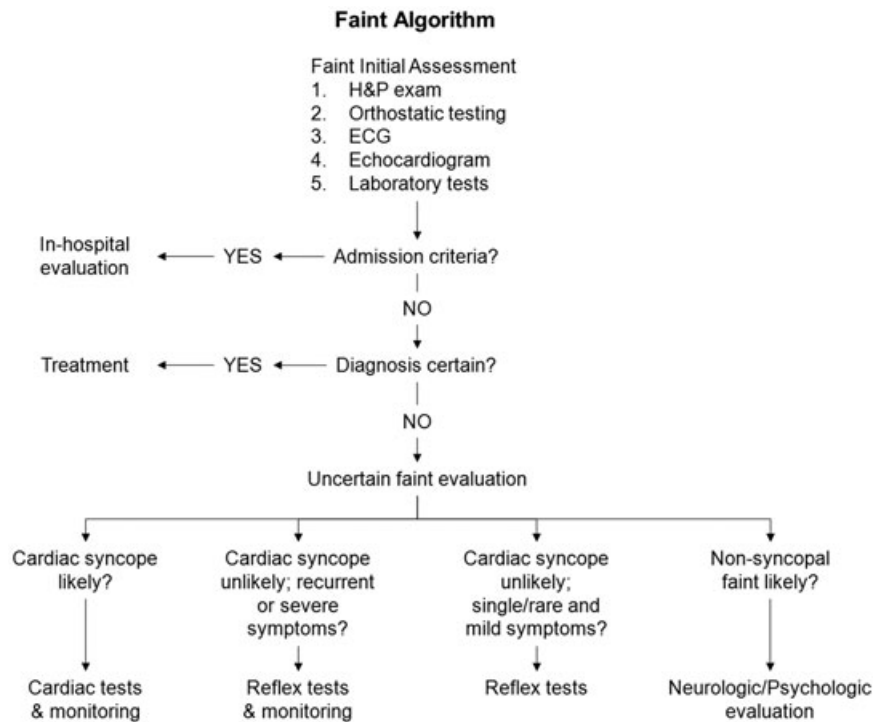 Faint Algorithm
Faint Initial Assessment
1. H&P exam
2. Orthostatic testing
3. ECG
4. Echocardiogram
5. Laboratory tests
In-hospital
evaluation
YES
Admission criteria?
NO
Treatment
YES
Diagnosis certain?
NO
Uncertain faint evaluation
Cardiac syncope
likely?
Cardiac syncope
unlikely; recurrent
or severe
symptoms?
Cardiac syncope
unlikely;
single/rare and
mild symptoms?
Non-syncopal
faint likely?
Cardiac tests
& monitoring
Reflex tests
& monitoring
Reflex tests
Neurologic/Psychologic
evaluation